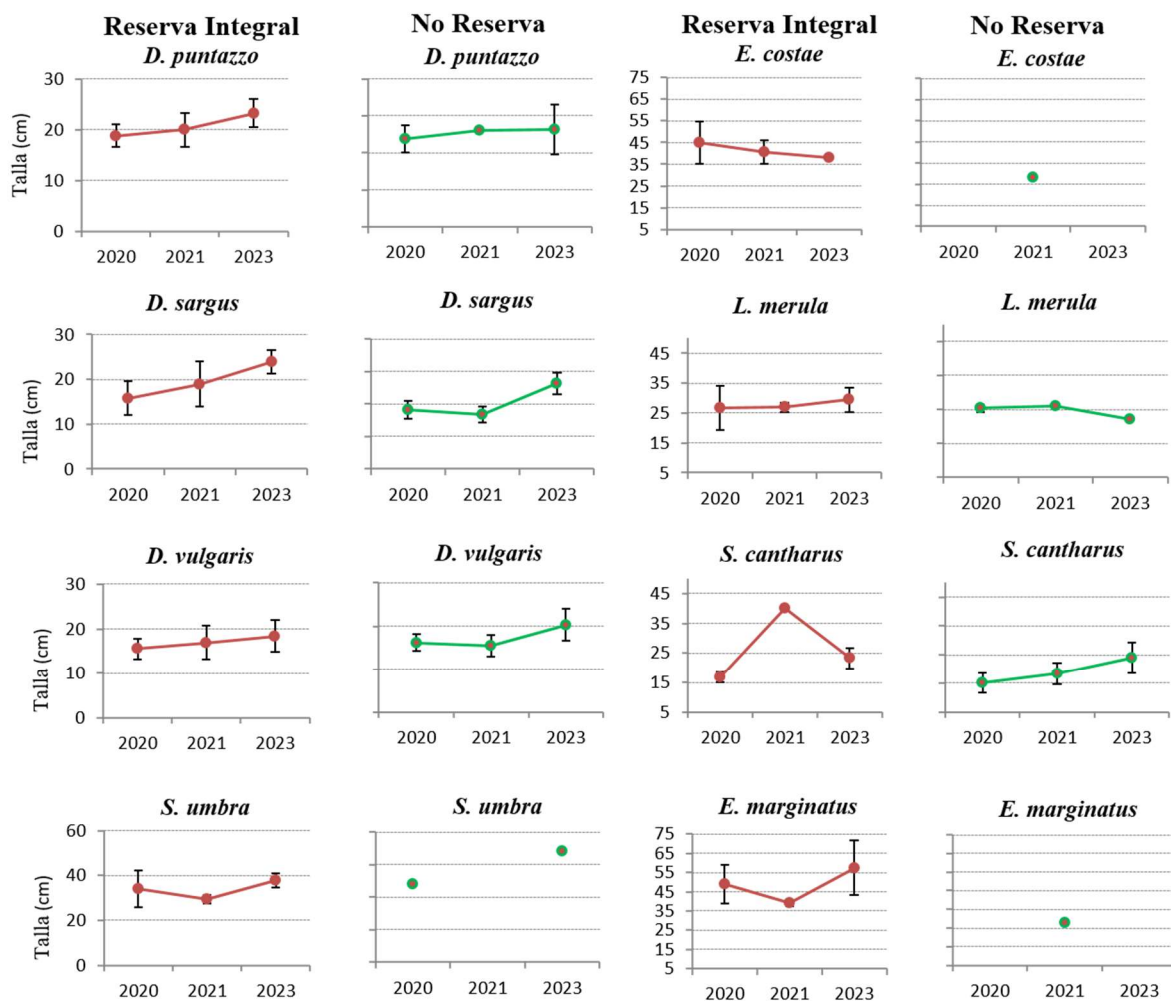 Reserva Integral
No Reserva
Reserva Integral
No Reserva
D. puntazzo
D. puntazzo
E. costae
E. costae
Talla (cm)
30
20
10
0
2020 2021 2023
2020 2021 2023
75
65
55
45
35
25
15
5
2020 2021 2023
2020 2021 2023
D. sargus
D. sargus
L. merula
L. merula
Talla (cm)
30
20
10
0
2020 2021 2023
2020 2021 2023
45
35
25
15
5
2020 2021 2023
2020 2021 2023
D. vulgaris
D. vulgaris
S. cantharus
S. cantharus
Talla (cm)
30
20
10
0
2020 2021 2023
2020 2021 2023
45
35
25
15
5
2020 2021 2023
2020 2021 2023
S. umbra
S. umbra
E. marginatus
E. marginatus
Talla (cm)
60
40
20
0
2020 2021 2023
2020 2021 2023
75
65
55
45
35
25
15
5
2020 2021 2023
2020 2021 2023